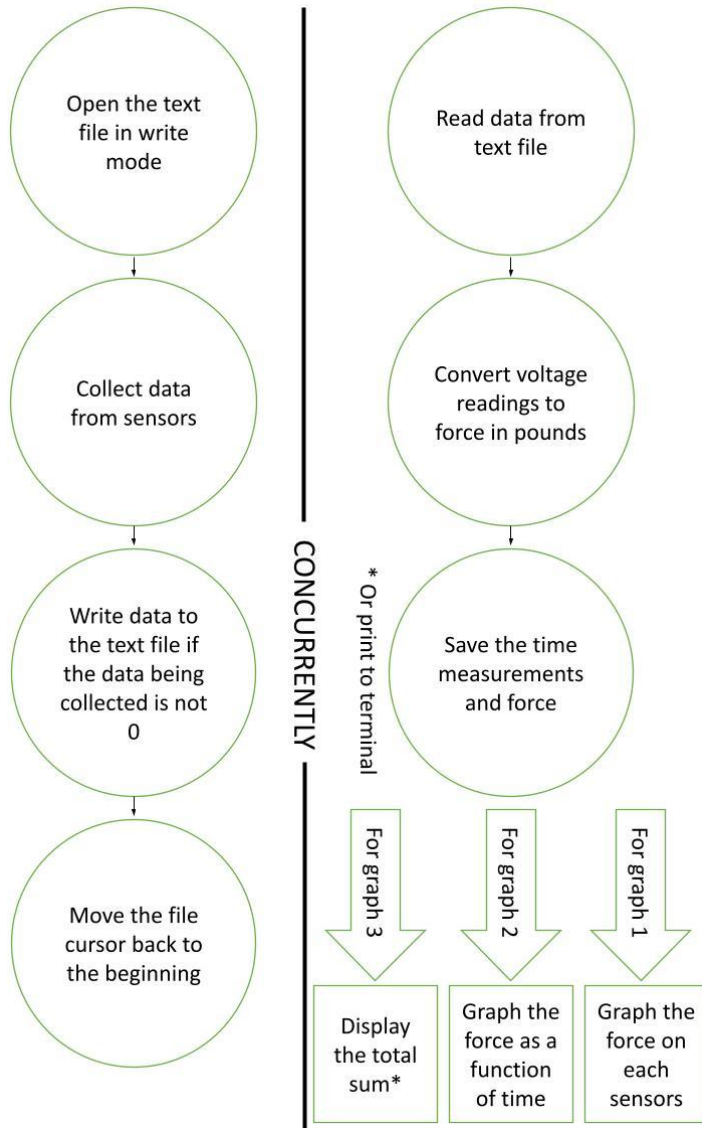 Open the text
file in write
mode
Collect data
from sensors
Write data to
the text file if
the data being
collected is not
0
Move the file
cursor back to
the beginning
CONCURRENTLY
Read data from
text file
Convert voltage
readings to
force in pounds
Save the time
measurements
and force
* Or print to terminal
For graph 3
For graph 2
For graph 1
Display
the total
sum*
Graph the
force as a
function
of time
Graph the
force on
each
sensors